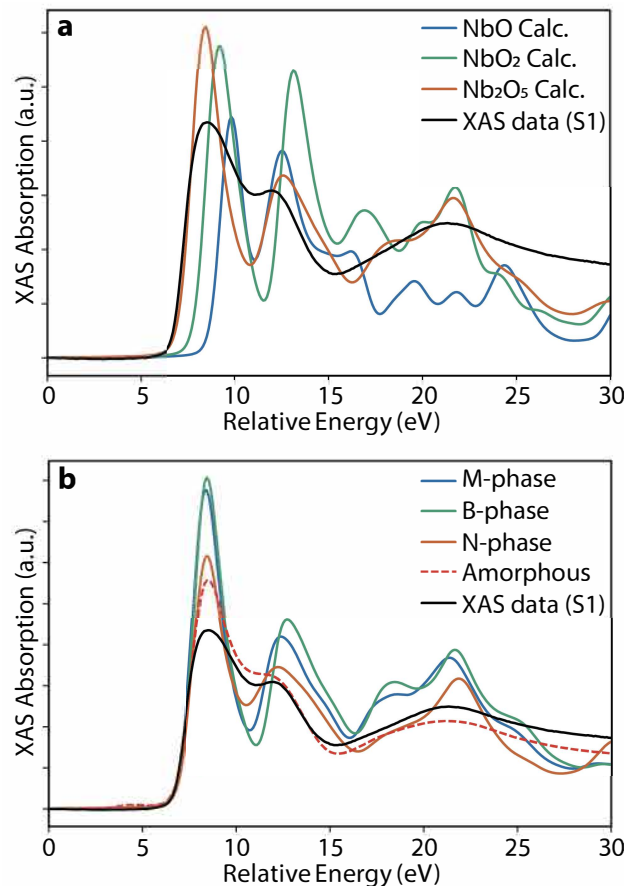 a
NbO Calc.
NbO₂ Calc.
Nb₂O₅ Calc.
XAS data (S1)
XAS Absorption (a.u.)
0 5 10 15 20 25 30
Relative Energy (eV)
b
M-phase
B-phase
N-phase
Amorphous
XAS data (S1)
XAS Absorption (a.u.)
0 5 10 15 20 25 30
Relative Energy (eV)